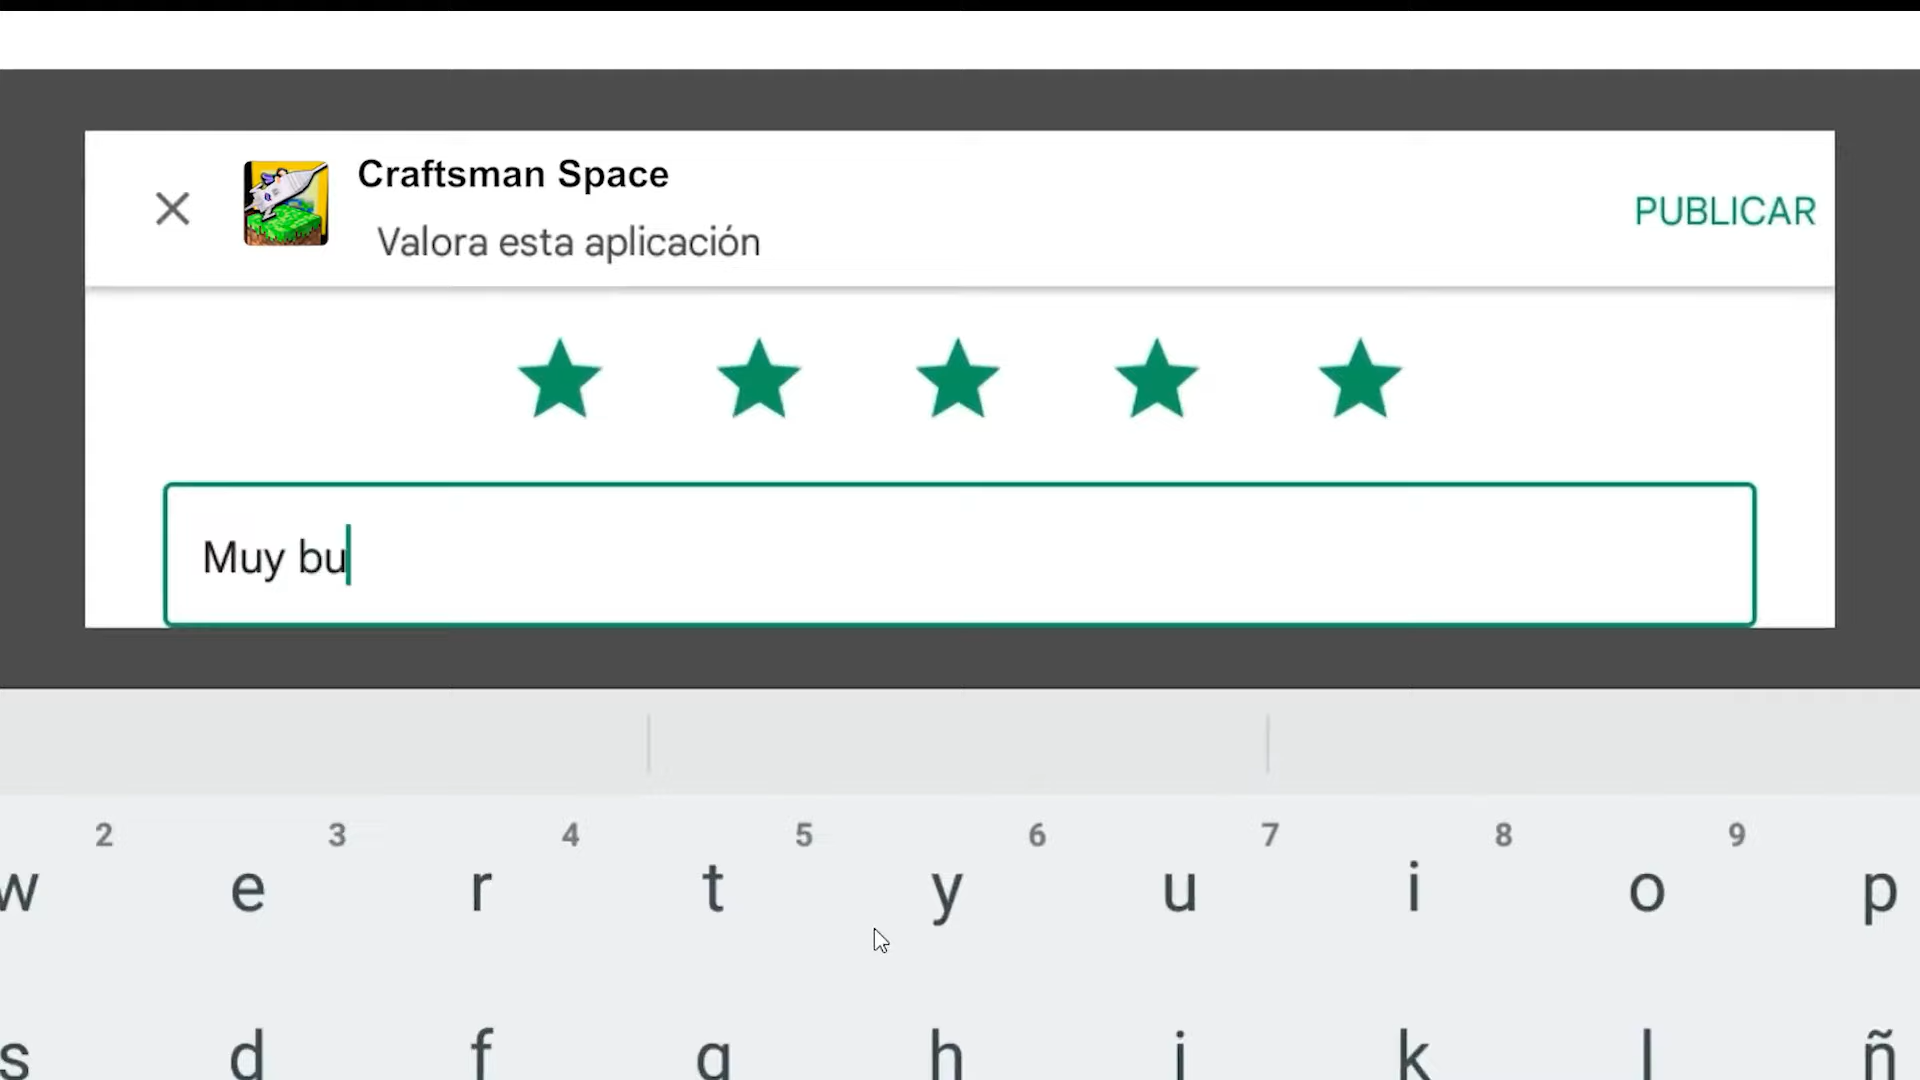 Craftsman Space
Valora esta aplicación
PUBLICAR
Muy bu
2 3 4 5 6 7 8 9
w e r t y u i o p
s d f g h j k l ñ